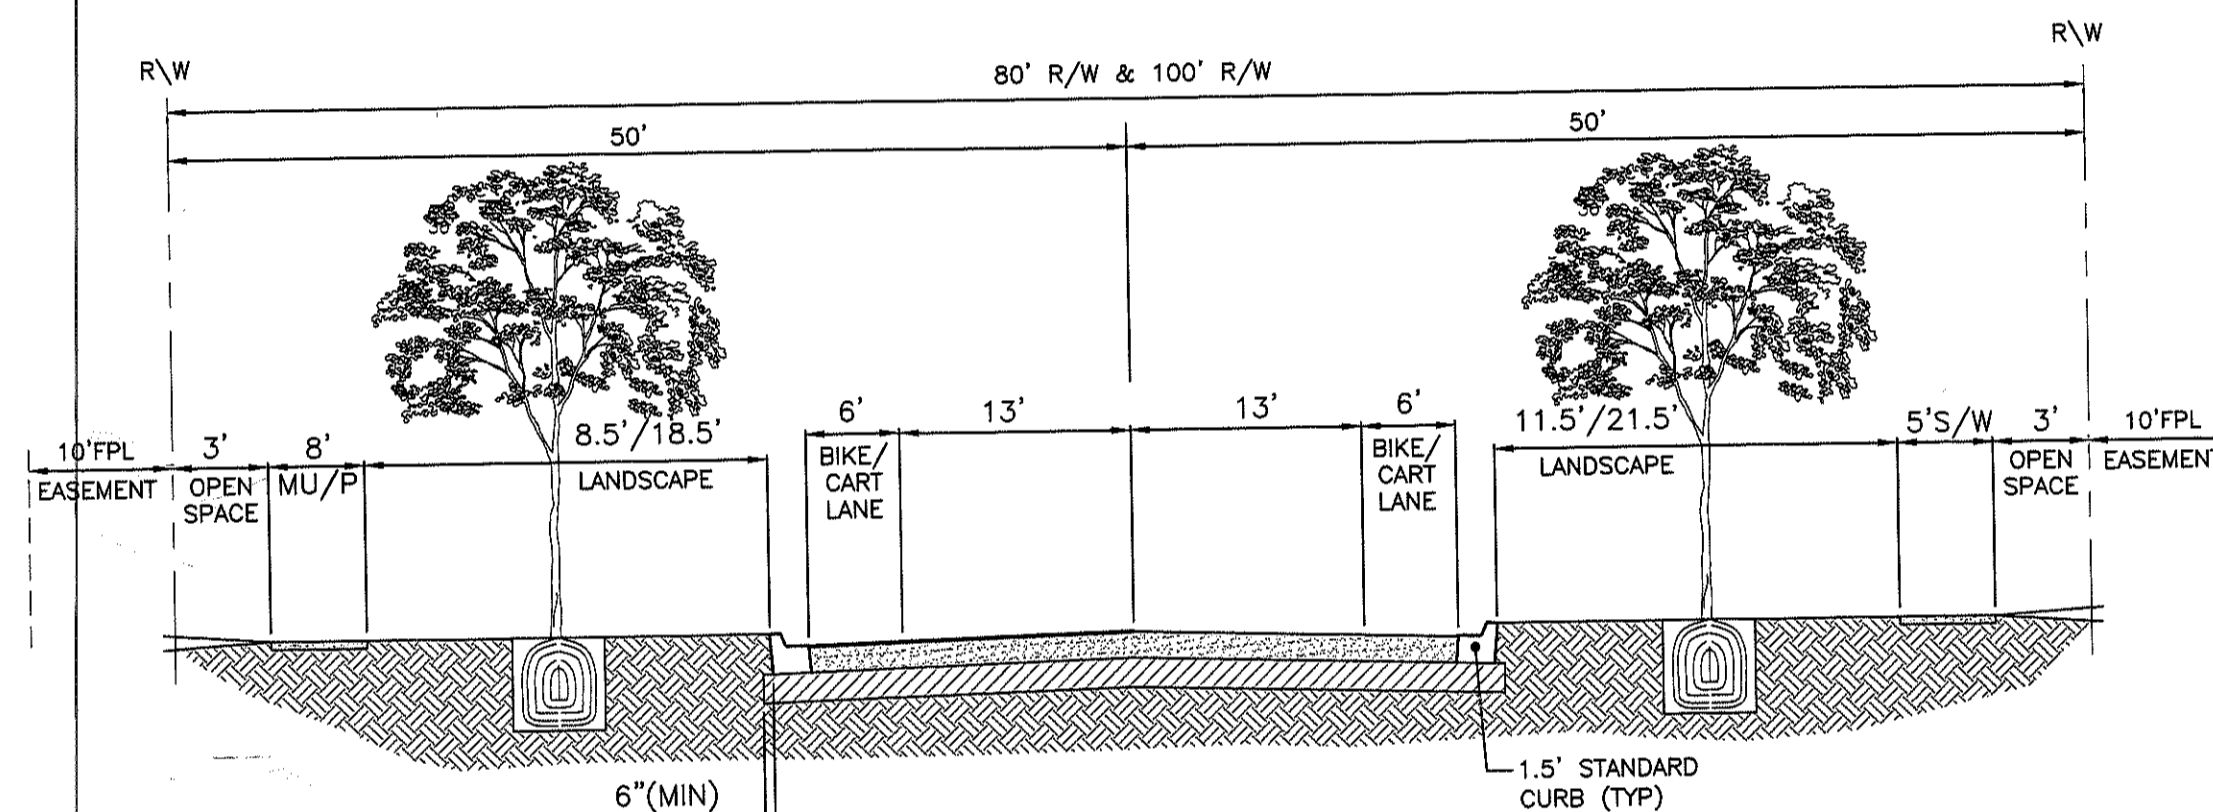 R\W
R\W
80' R/W & 100' R/W
50'
50'
10'FPL
EASEMENT
3'
OPEN
SPACE
8'
MU/P
8.5'/18.5'
LANDSCAPE
6'
BIKE/
CART
LANE
13'
13'
6'
BIKE/
CART
LANE
11.5'/21.5'
LANDSCAPE
5'S/W
3'
OPEN
SPACE
10'FPL
EASEMENT
6"(MIN)
1.5' STANDARD
CURB (TYP)